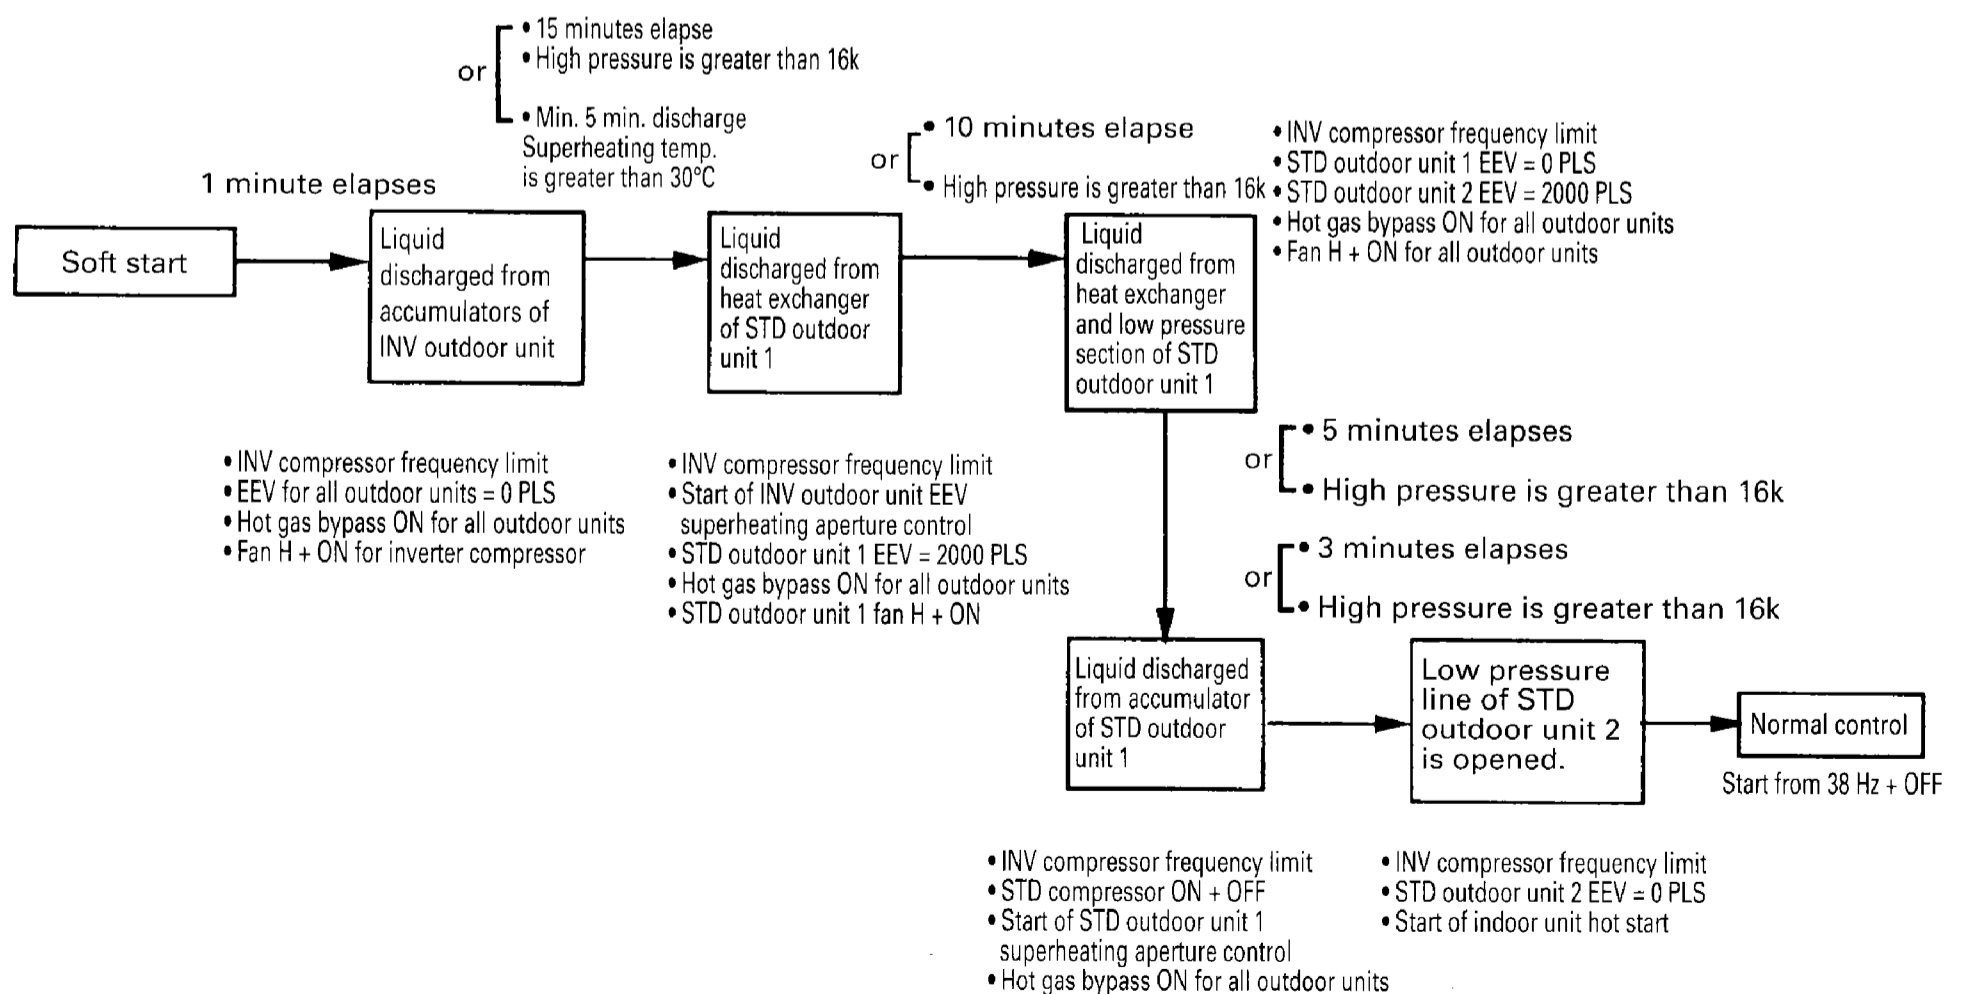 • 15 minutes elapse
• High pressure is greater than 16k
or
• Min. 5 min. discharge
Superheating temp.
is greater than 30°C
1 minute elapses
• 10 minutes elapse
or
• High pressure is greater than 16k
• INV compressor frequency limit
• STD outdoor unit 1 EEV = 0 PLS
• STD outdoor unit 2 EEV = 2000 PLS
• Hot gas bypass ON for all outdoor units
• Fan H + ON for all outdoor units
Soft start
Liquid
discharged from
accumulators of
INV outdoor unit
Liquid
discharged from
heat exchanger
of STD outdoor
unit 1
Liquid
discharged from
heat exchanger
and low pressure
section of STD
outdoor unit 1
• INV compressor frequency limit
• EEV for all outdoor units = 0 PLS
• Hot gas bypass ON for all outdoor units
• Fan H + ON for inverter compressor
• INV compressor frequency limit
• Start of INV outdoor unit EEV
superheating aperture control
• STD outdoor unit 1 EEV = 2000 PLS
• Hot gas bypass ON for all outdoor units
• STD outdoor unit 1 fan H + ON
• 5 minutes elapses
or
• High pressure is greater than 16k
• 3 minutes elapses
or
• High pressure is greater than 16k
Liquid discharged
from accumulator
of STD outdoor
unit 1
Low pressure
line of STD
outdoor unit 2
is opened.
Normal control
Start from 38 Hz + OFF
• INV compressor frequency limit
• STD compressor ON + OFF
• Start of STD outdoor unit 1
superheating aperture control
• Hot gas bypass ON for all outdoor units
• INV compressor frequency limit
• STD outdoor unit 2 EEV = 0 PLS
• Start of indoor unit hot start